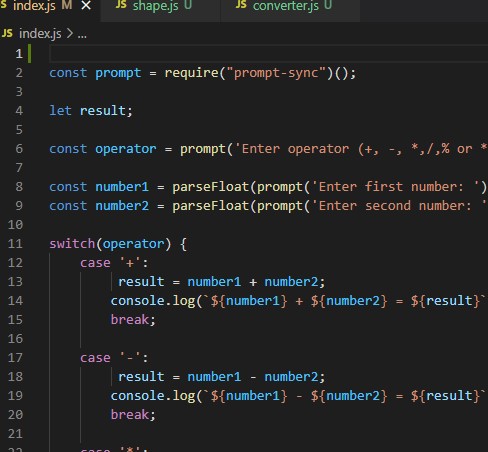 index.js M × JS shape.js U JS converter.js U
JS index.js > ...
1
2 const prompt = require("prompt-sync")();
3
4 let result;
5
6 const operator = prompt('Enter operator (+, -, *,/,% or *
7
8 const number1 = parseFloat(prompt('Enter first number: ')
9 const number2 = parseFloat(prompt('Enter second number: '
10
11 switch(operator) {
12 case '+':
13 result = number1 + number2;
14 console.log(`${number1} + ${number2} = ${result}`
15 break;
16
17 case '-':
18 result = number1 - number2;
19 console.log(`${number1} - ${number2} = ${result}`
20 break;
21
22 case '*':